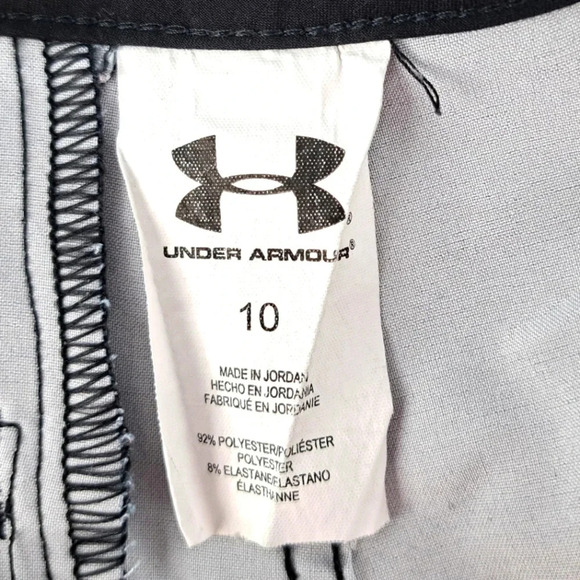 ®
UNDER ARMOUR®
10
MADE IN JORDAN
HECHO EN JORDANIA
FABRIQUÉ EN JORDANIE
92% POLYESTER/POLIÉSTER
POLYESTER
8% ELASTANE/ELASTANO
ÉLASTHANNE